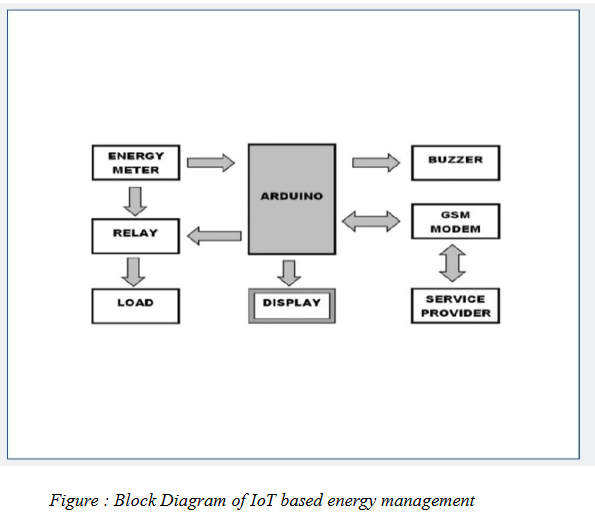 ENERGY
METER
ARDUINO
BUZZER
RELAY
GSM
MODEM
LOAD
DISPLAY
SERVICE
PROVIDER
Figure : Block Diagram of IoT based energy management